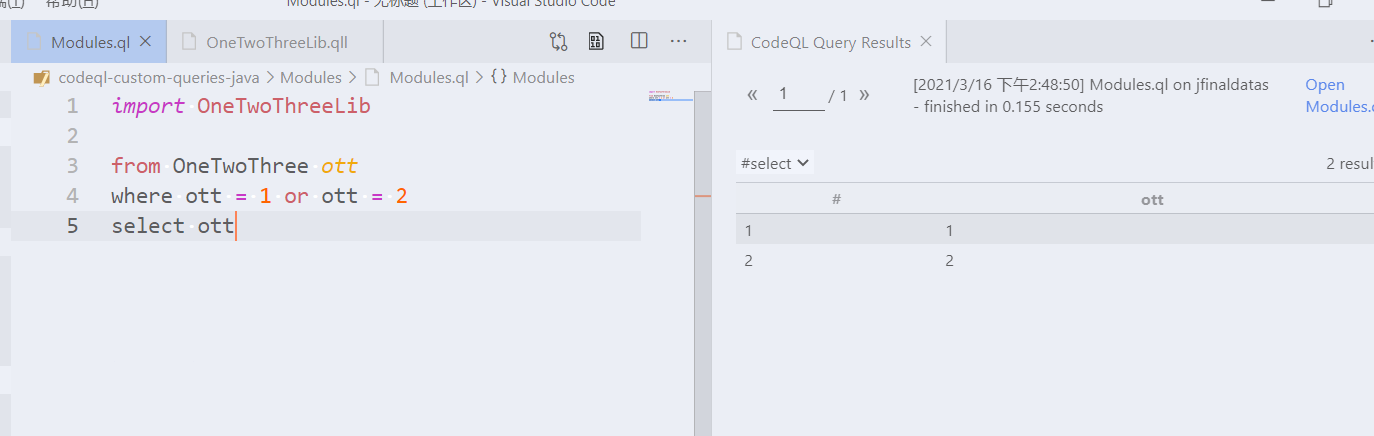 帮助(H)
Modules.ql - 无标题 (工作区) - Visual Studio Code
Modules.ql
OneTwoThreeLib.qll
codeql-custom-queries-java > Modules > Modules.ql > {} Modules
1 import OneTwoThreeLib
2
3 from OneTwoThree ott
4 where ott = 1 or ott = 2
5 select ott
CodeQL Query Results
« 1 / 1 »
[2021/3/16 下午2:48:50] Modules.ql on jfinaldatas
- finished in 0.155 seconds
Open
Modules.
#select
2 resul
# ott
1 1
2 2